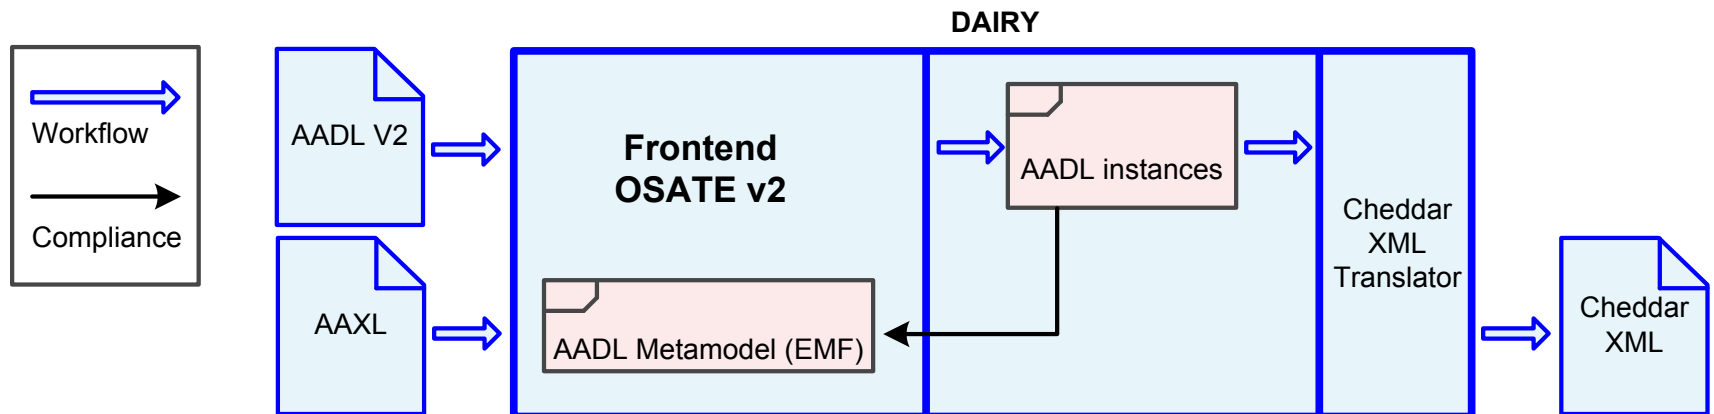 DAIRY
Workflow
Compliance
AADL V2
AAXL
Frontend
OSATE v2
AADL Metamodel (EMF)
AADL instances
Cheddar
XML
Translator
Cheddar
XML